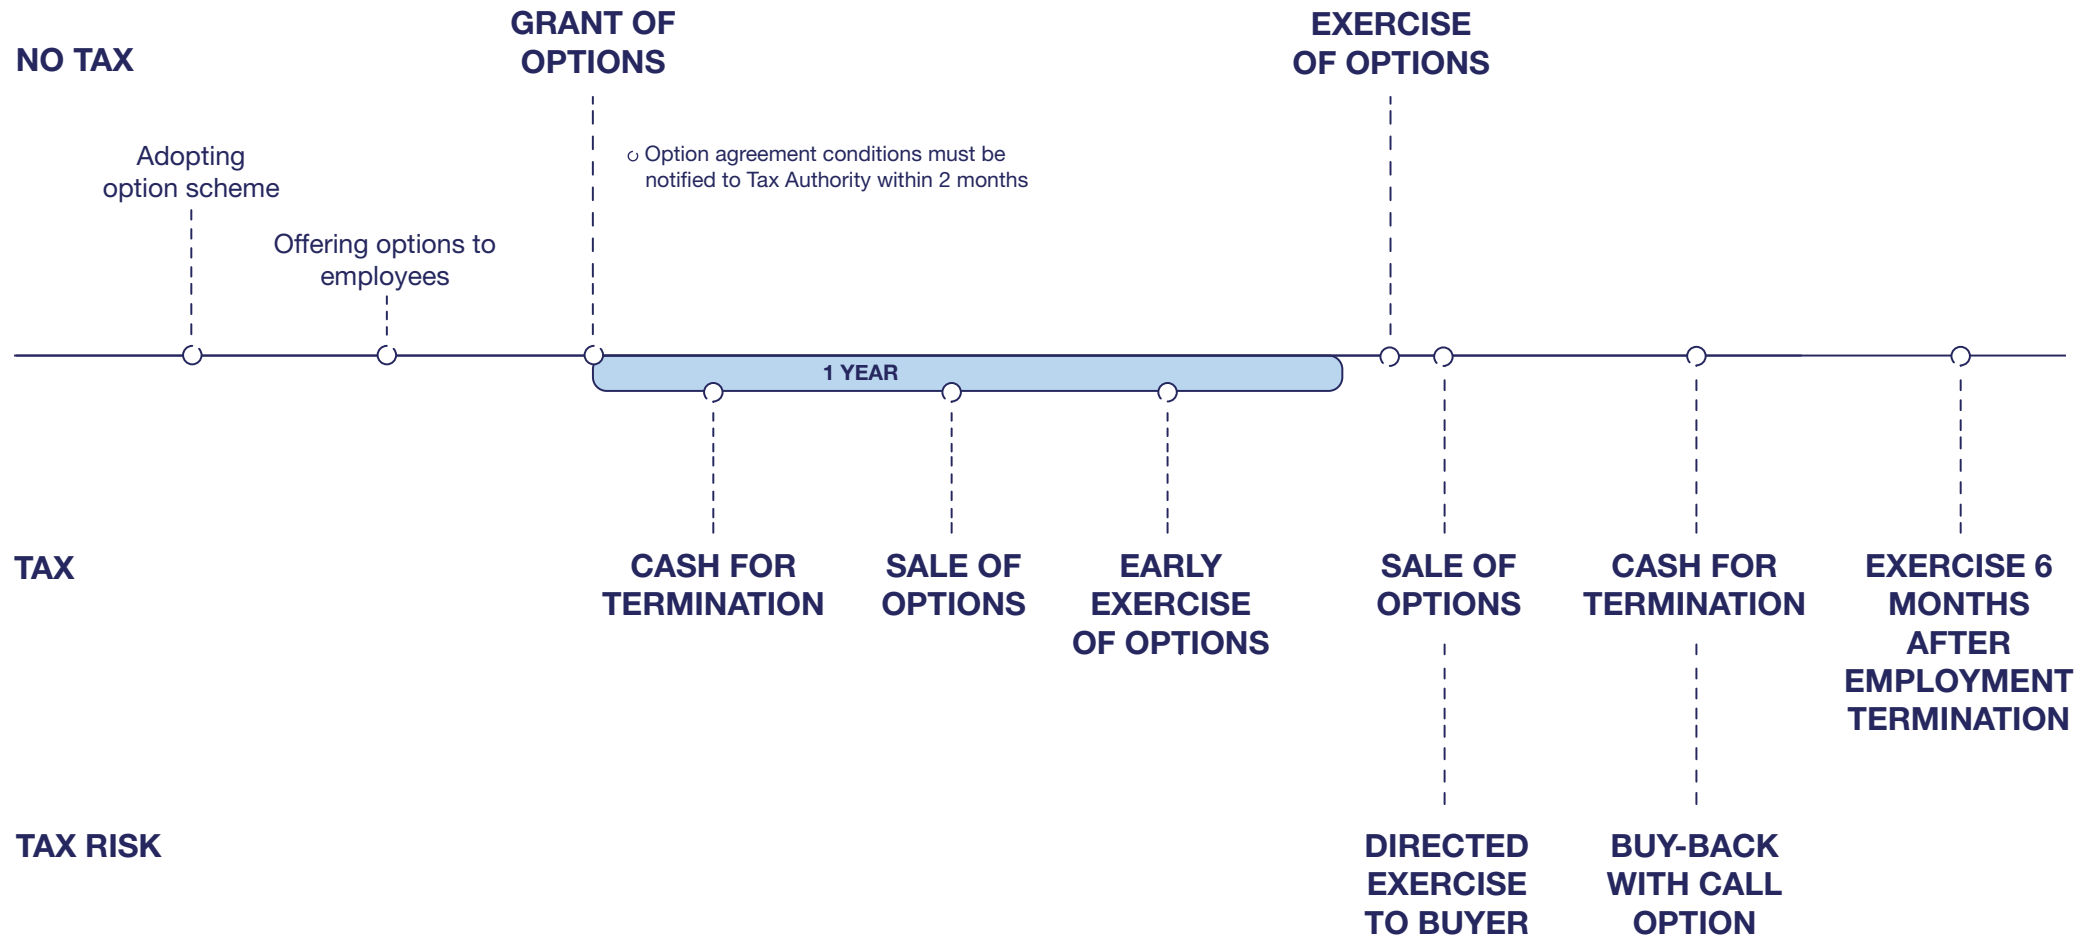 NO TAX
GRANT OF
OPTIONS
EXERCISE
OF OPTIONS
Adopting
option scheme
Offering options to
employees
Option agreement conditions must be
notified to Tax Authority within 2 months
1 YEAR
TAX
CASH FOR
TERMINATION
SALE OF
OPTIONS
EARLY
EXERCISE
OF OPTIONS
SALE OF
OPTIONS
CASH FOR
TERMINATION
EXERCISE 6
MONTHS
AFTER
EMPLOYMENT
TERMINATION
TAX RISK
DIRECTED
EXERCISE
TO BUYER
BUY-BACK
WITH CALL
OPTION